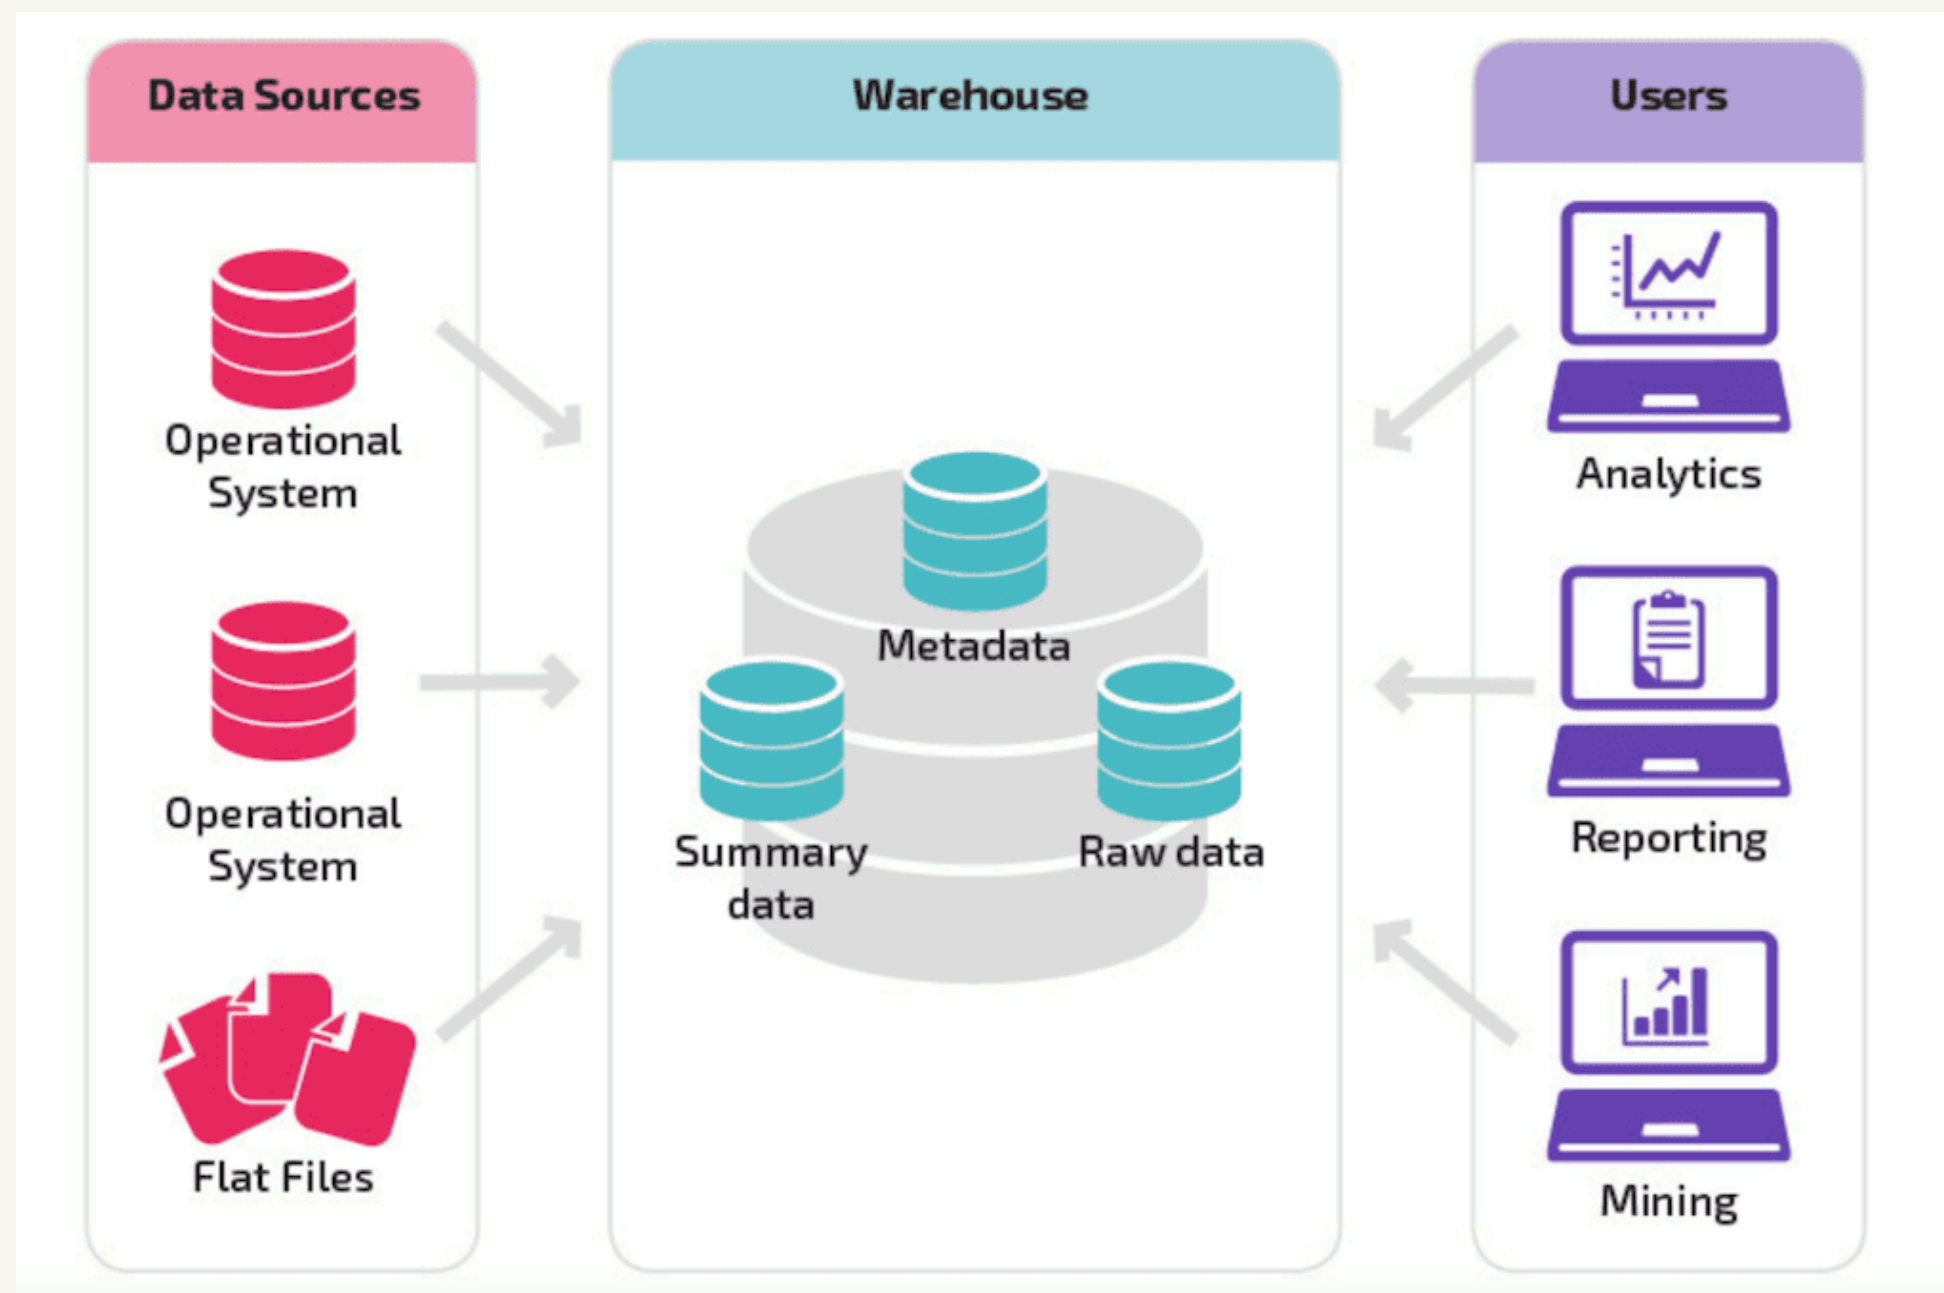 Data Sources
Operational
System
Operational
System
Flat Files
Warehouse
Metadata
Summary
data
Raw data
Users
Analytics
Reporting
Mining